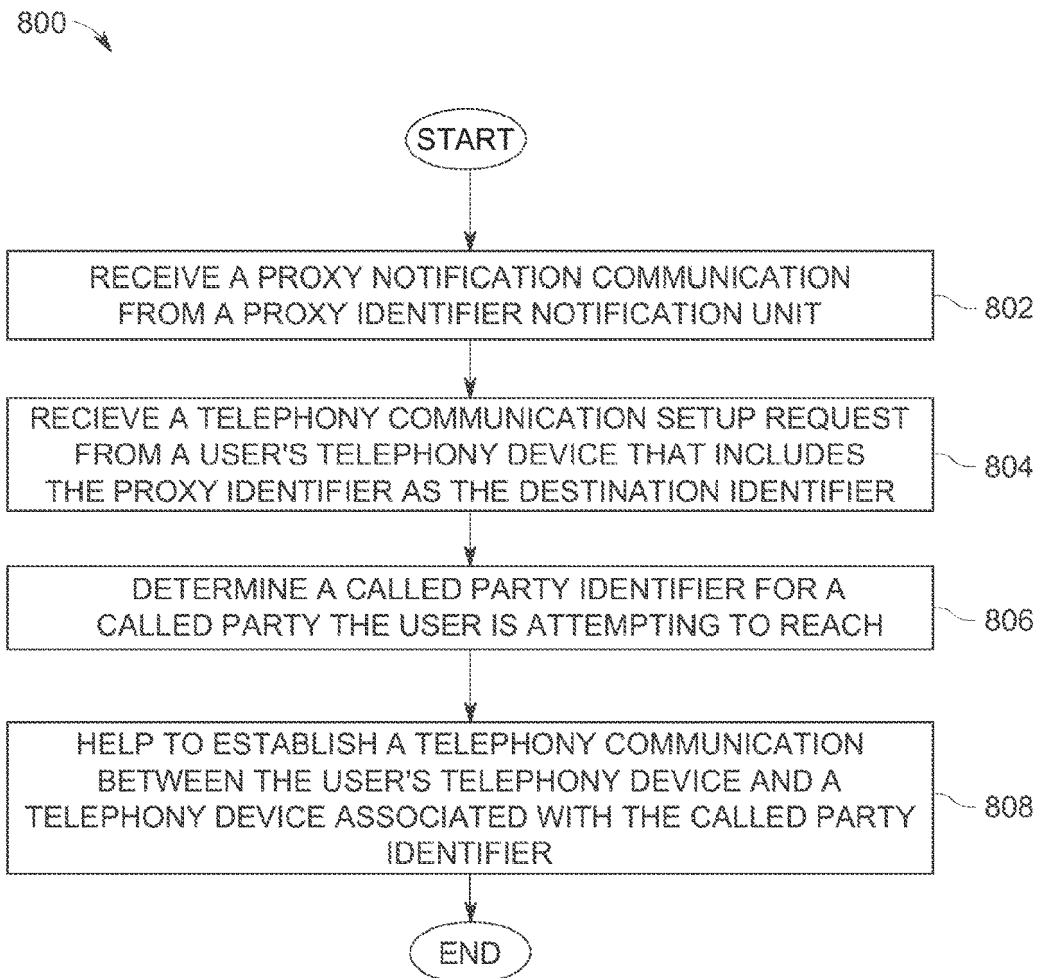 800
START
RECEIVE A PROXY NOTIFICATION COMMUNICATION
FROM A PROXY IDENTIFIER NOTIFICATION UNIT
802
RECIEVE A TELEPHONY COMMUNICATION SETUP REQUEST
FROM A USER'S TELEPHONY DEVICE THAT INCLUDES
THE PROXY IDENTIFIER AS THE DESTINATION IDENTIFIER
804
DETERMINE A CALLED PARTY IDENTIFIER FOR A
CALLED PARTY THE USER IS ATTEMPTING TO REACH
806
HELP TO ESTABLISH A TELEPHONY COMMUNICATION
BETWEEN THE USER'S TELEPHONY DEVICE AND A
TELEPHONY DEVICE ASSOCIATED WITH THE CALLED PARTY
IDENTIFIER
808
END